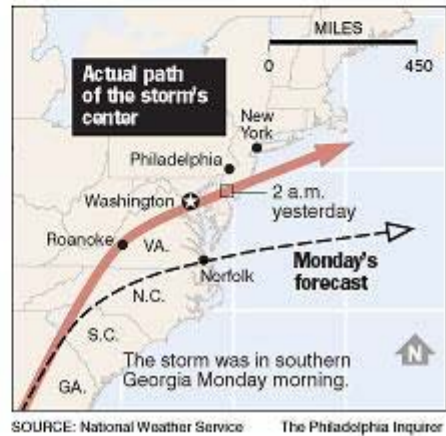 MILES
0 450
Actual path
of the storm's
center
New
York
Philadelphia
Washington
2 a.m.
yesterday
Roanoke
VA.
Norfolk
Monday's
forecast
N.C.
S.C.
The storm was in southern
Georgia Monday morning.
N
GA.
SOURCE: National Weather Service The Philadelphia Inquirer